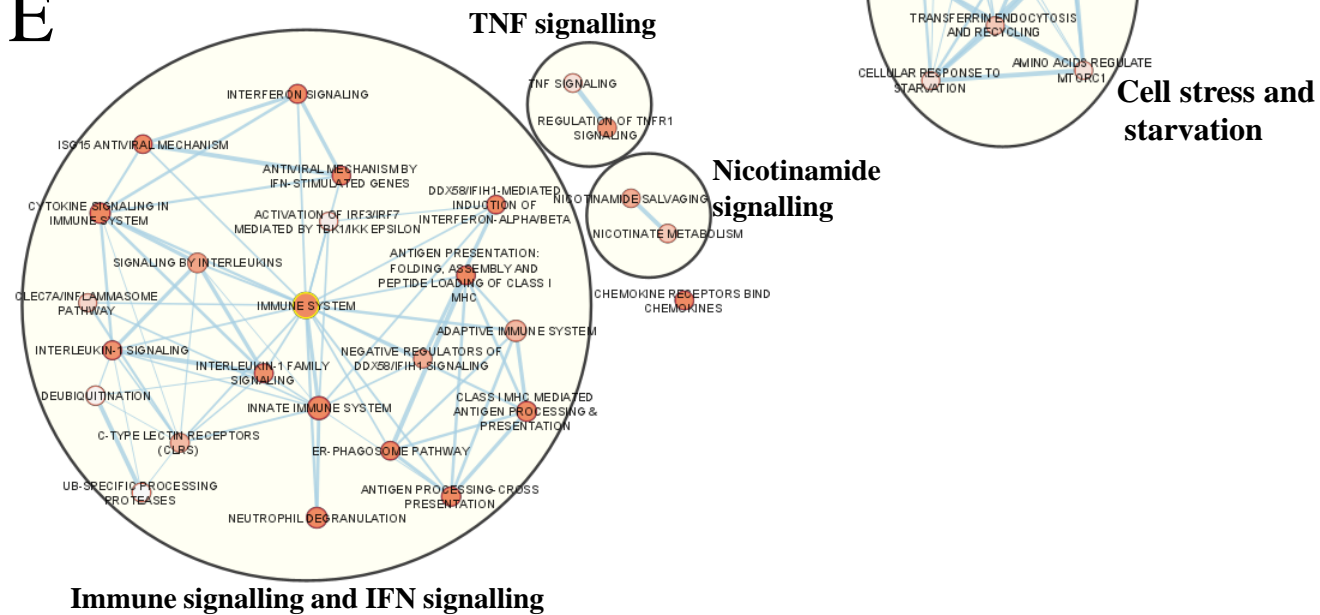 E
TNF signalling
TNF SIGNALING
REGULATION OF TNFR1
SIGNALING
TRANSFERRIN ENDOCYTOSIS
AND RECYCLING
CELLULAR RESPONSE TO
STARVATION
AMINO ACIDS REGULATE
MTORC1
Cell stress and
starvation
Nicotinamide
signalling
NICOTINAMIDE SALVAGING
NICOTINATE METABOLISM
CHEMOKINE RECEPTORS BIND
CHEMOKINES
INTERFERON SIGNALING
ISG15 ANTIVIRAL MECHANISM
ANTIVIRAL MECHANISM BY
IFN-STIMULATED GENES
CYTOKINE SIGNALING IN
IMMUNE SYSTEM
ACTIVATION OF IRF3/IRF7
MEDIATED BY TBK1/IKK EPSILON
DDX58/IFIH1-MEDIATED
INDUCTION OF
INTERFERON-ALPHA/BETA
SIGNALING BY INTERLEUKINS
ANTIGEN PRESENTATION:
FOLDING, ASSEMBLY AND
PEPTIDE LOADING OF CLASS I
MHC
CLEC7A/INFLAMMASOME
PATHWAY
IMMUNE SYSTEM
ADAPTIVE IMMUNE SYSTEM
INTERLEUKIN-1 SIGNALING
INTERLEUKIN-1 FAMILY
SIGNALING
NEGATIVE REGULATORS OF
DDX58/IFIH1 SIGNALING
DEUBIQUITINATION
INNATE IMMUNE SYSTEM
CLASS I MHC MEDIATED
ANTIGEN PROCESSING &
PRESENTATION
C-TYPE LECTIN RECEPTORS
(CLRS)
ER-PHAGOSOME PATHWAY
UB-SPECIFIC PROCESSING
PROTEASES
ANTIGEN PROCESSING-CROSS
PRESENTATION
NEUTROPHIL DEGRANULATION
Immune signalling and IFN signalling